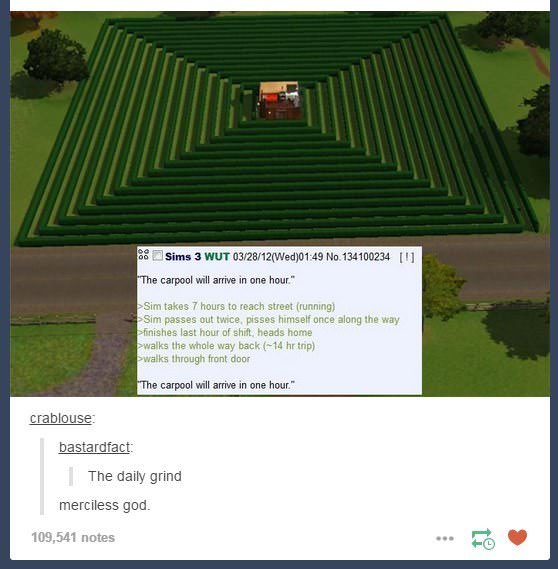 Sims 3 WUT 03/28/12(Wed)01:49 No.134100234 [ ! ]
"The carpool will arrive in one hour."
>Sim takes 7 hours to reach street (running)
>Sim passes out twice, pisses himself once along the way
>finishes last hour of shift, heads home
>walks the whole way back (~14 hr trip)
>walks through front door
"The carpool will arrive in one hour."
crablouse:
bastardfact:
The daily grind
merciless god.
109,541 notes